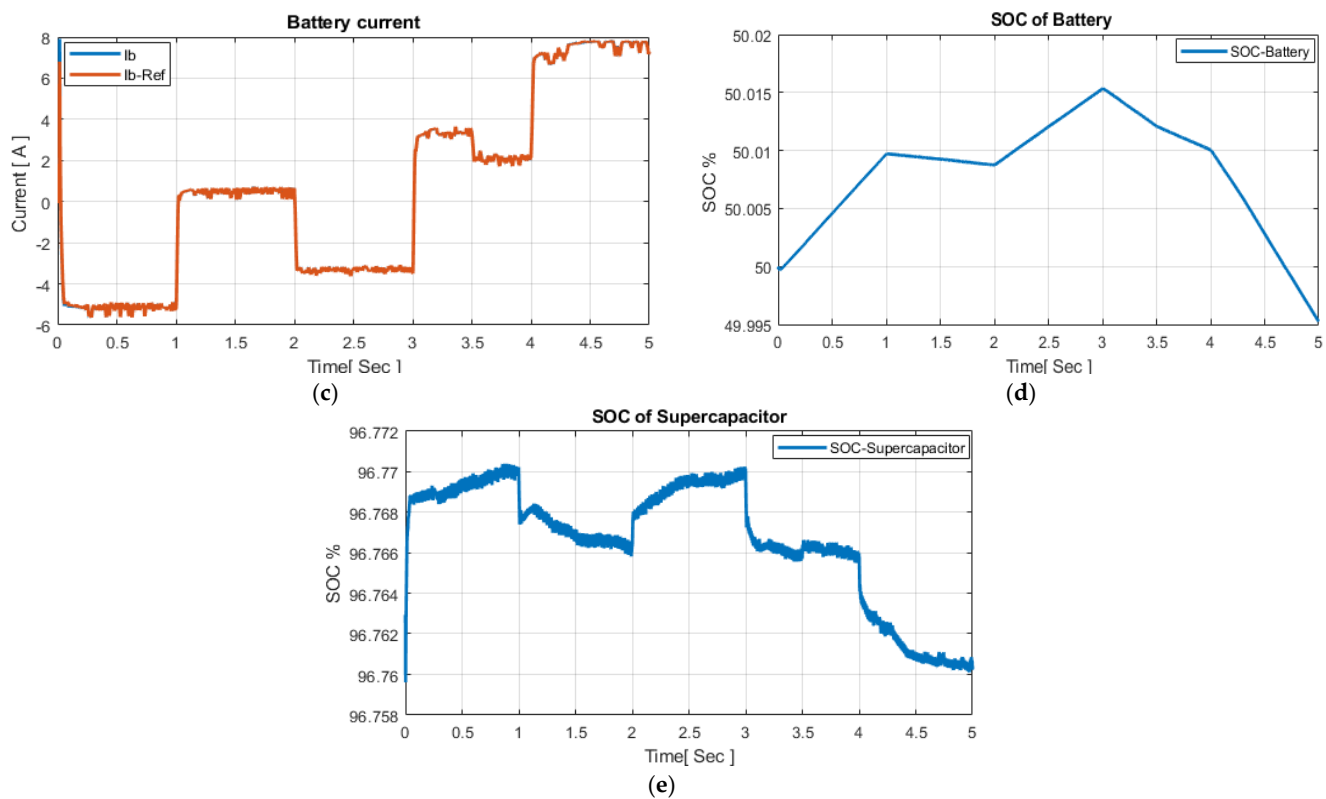 Battery current
8
6
4
2
0
-2
-4
-6
Current [ A ]
Ib
Ib-Ref
0 0.5 1 1.5 2 2.5 3 3.5 4 4.5 5
Time[ Sec ]
(c)
SOC of Battery
50.02
50.015
50.01
50.005
50
49.995
SOC %
SOC-Battery
0 0.5 1 1.5 2 2.5 3 3.5 4 4.5 5
Time[ Sec ]
(d)
SOC of Supercapacitor
96.772
96.77
96.768
96.766
96.764
96.762
96.76
96.758
SOC %
SOC-Supercapacitor
0 0.5 1 1.5 2 2.5 3 3.5 4 4.5 5
Time[ Sec ]
(e)